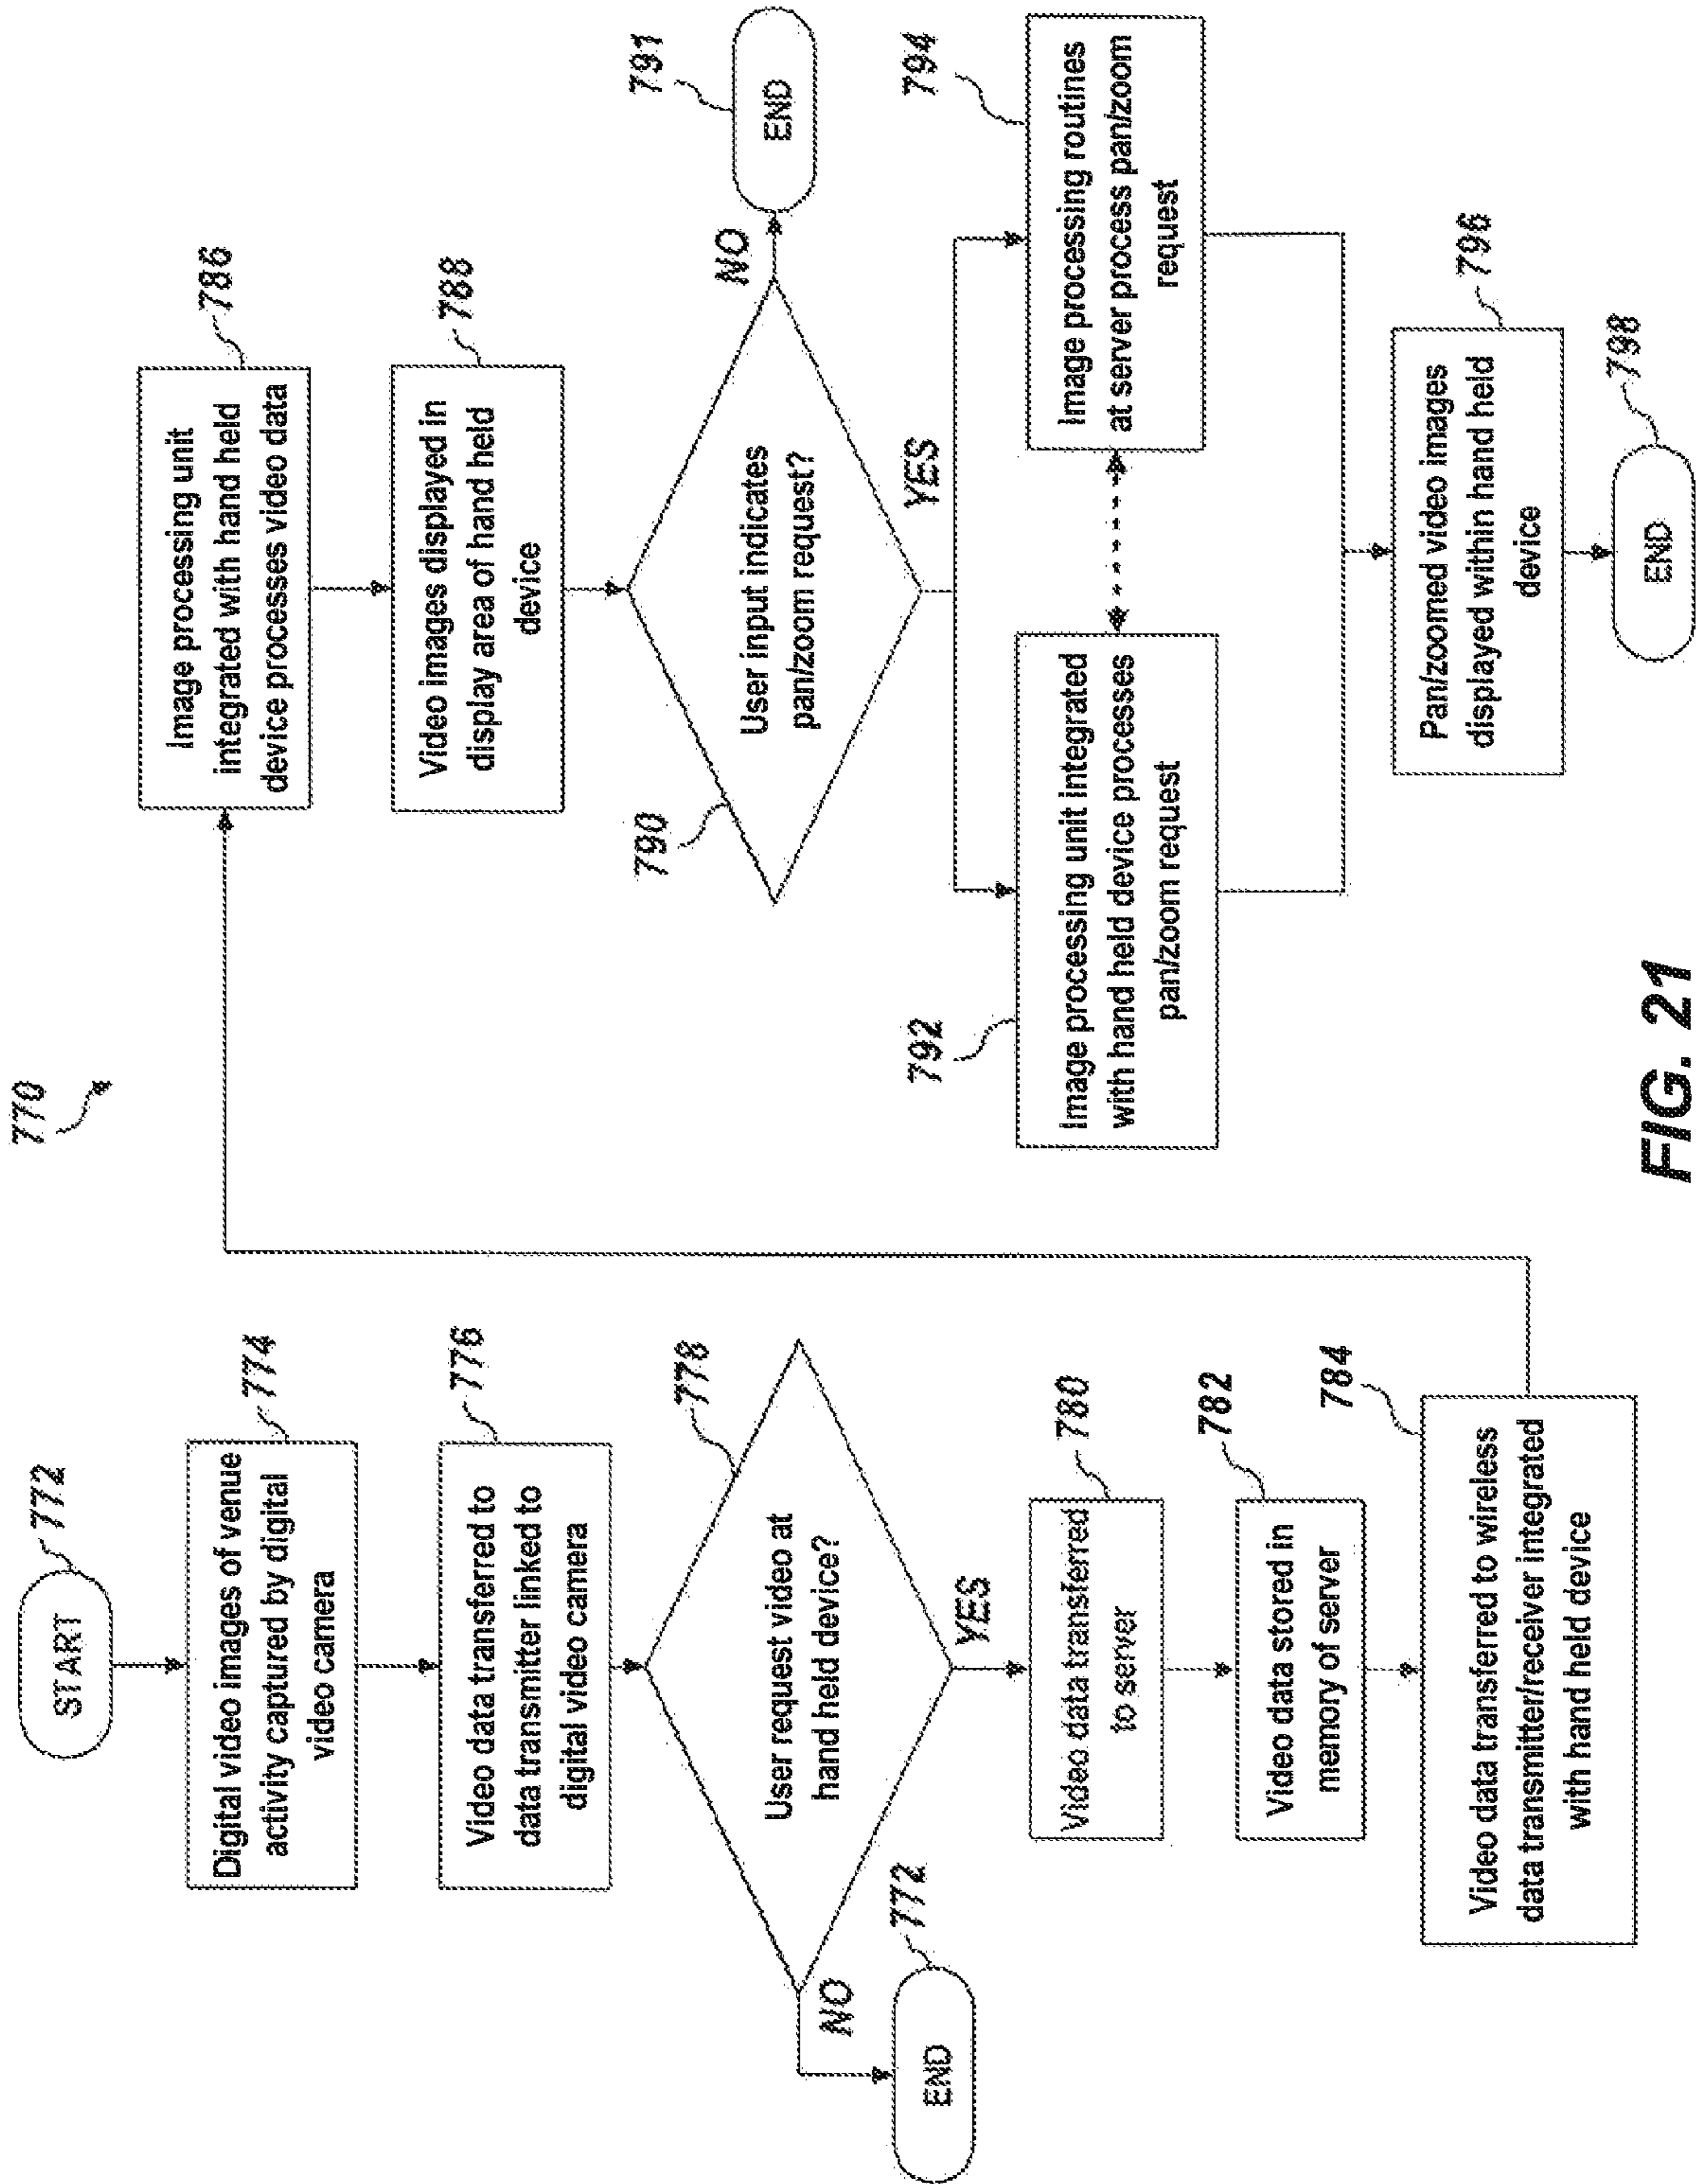 770
START
772
Digital video images of venue
activity captured by digital
video camera
774
Video data transferred to
data transmitter linked to
digital video camera
776
User request video at
hand held device?
778
NO
END
772
YES
Video data transferred
to server
780
Video data stored in
memory of server
782
Video data transferred to wireless
data transmitter/receiver integrated
with hand held device
784
Image processing unit
integrated with hand held
device processes video data
786
Video images displayed in
display area of hand held
device
788
User input indicates
pan/zoom request?
790
NO
END
791
YES
Image processing unit integrated
with hand held device processes
pan/zoom request
792
Image processing routines
at server process pan/zoom
request
794
Pan/zoomed video images
displayed within hand held
device
796
END
798
FIG. 21